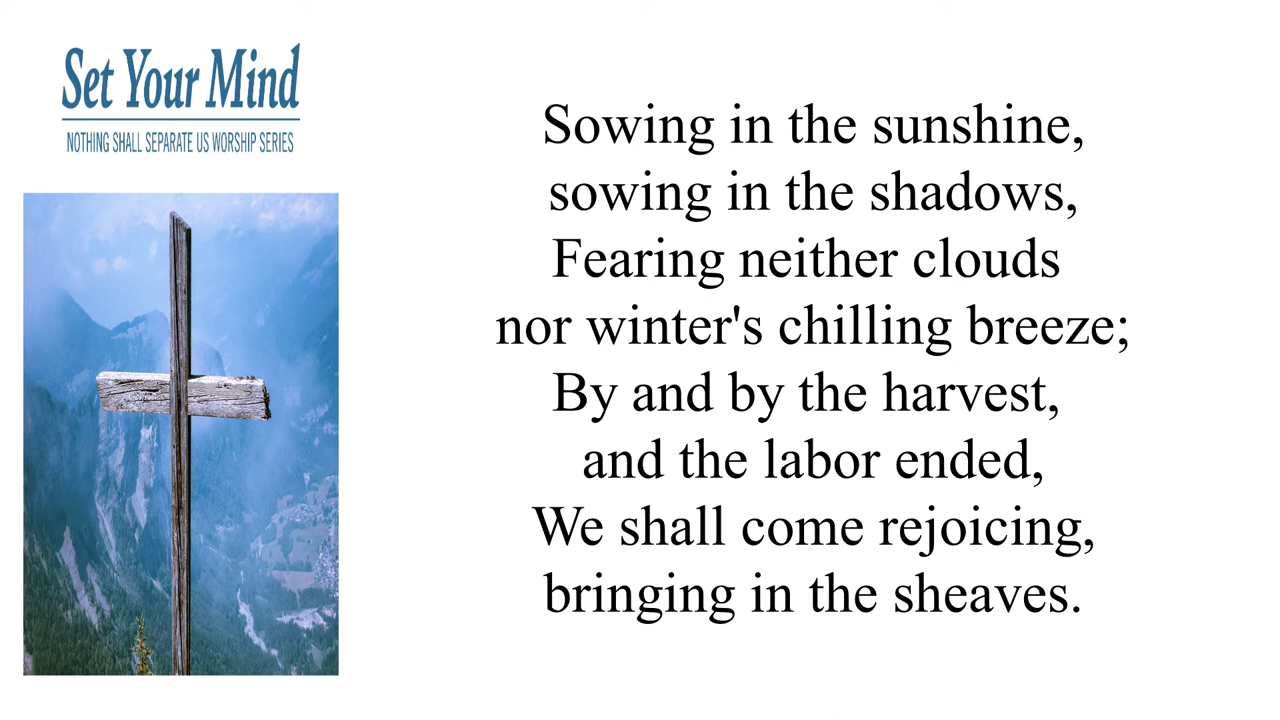 Set Your Mind
NOTHING SHALL SEPARATE US WORSHIP SERIES
Sowing in the sunshine,
sowing in the shadows,
Fearing neither clouds
nor winter's chilling breeze;
By and by the harvest,
and the labor ended,
We shall come rejoicing,
bringing in the sheaves.